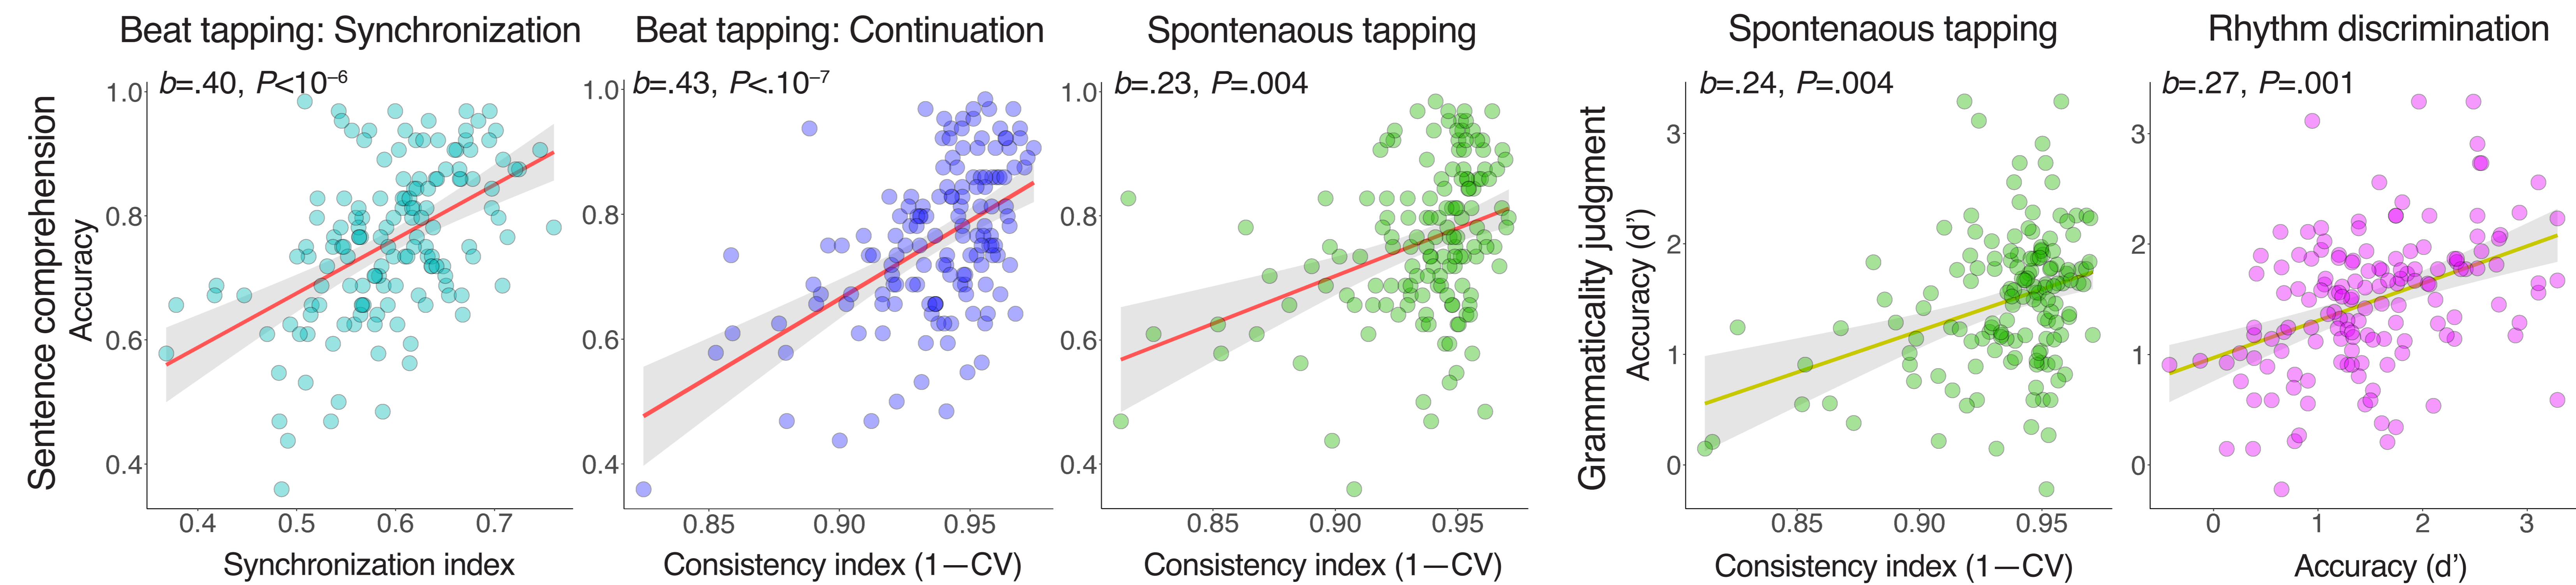 Beat tapping: Synchronization
b=.40, P<10⁻⁶
Sentence comprehension
Accuracy
1.0
0.8
0.6
0.4
0.4 0.5 0.6 0.7
Synchronization index
Beat tapping: Continuation
b=.43, P<.10⁻⁷
1.0
0.8
0.6
0.4
0.85 0.90 0.95
Consistency index (1—CV)
Spontenaous tapping
b=.23, P=.004
1.0
0.8
0.6
0.4
0.85 0.90 0.95
Consistency index (1—CV)
Spontenaous tapping
b=.24, P=.004
Grammaticality judgment
Accuracy (d’)
3
2
1
0
0.85 0.90 0.95
Consistency index (1—CV)
Rhythm discrimination
b=.27, P=.001
3
2
1
0
0 1 2 3
Accuracy (d’)